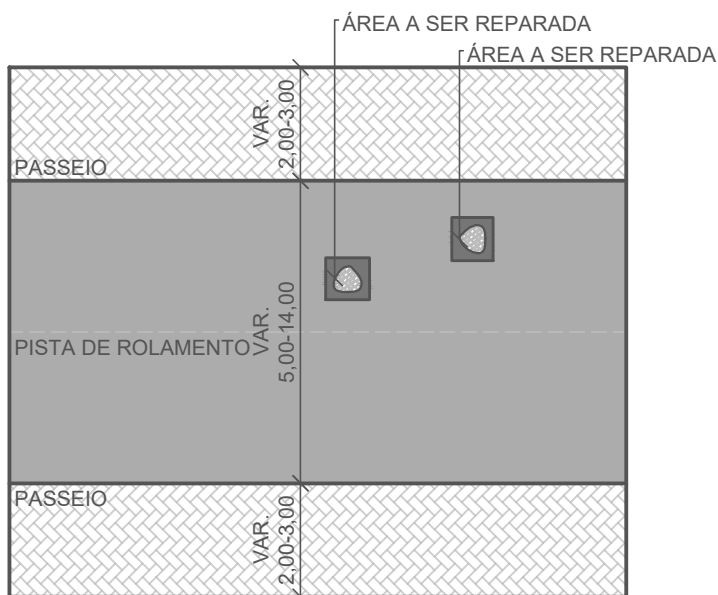 ÁREA A SER REPARADA
ÁREA A SER REPARADA
VAR.
2,00-3,00
PASSEIO
PISTA DE ROLAMENTO
VAR.
5,00-14,00
PASSEIO
VAR.
2,00-3,00